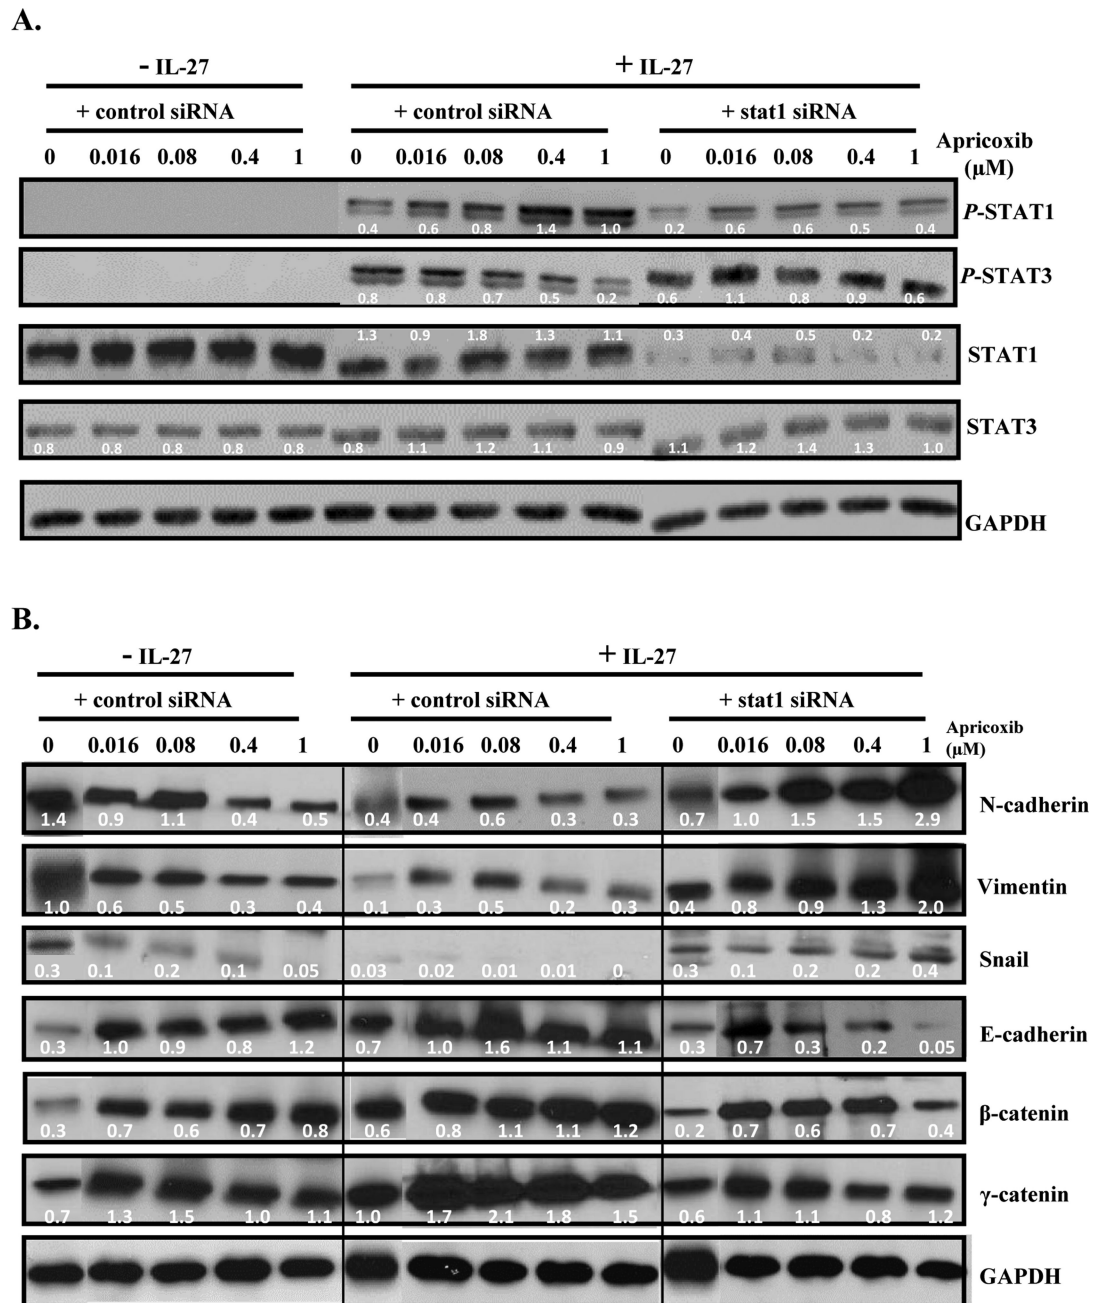 A.
- IL-27 + IL-27
+ control siRNA + control siRNA + stat1 siRNA
0 0.016 0.08 0.4 1 0 0.016 0.08 0.4 1 0 0.016 0.08 0.4 1 Apricoxib
(μM)
P-STAT1
0.4 0.6 0.8 1.4 1.0 0.2 0.6 0.6 0.5 0.4
P-STAT3
0.8 0.8 0.7 0.5 0.2 0.6 1.1 0.8 0.9 0.6
1.3 0.9 1.8 1.3 1.1 0.3 0.4 0.5 0.2 0.2
STAT1
STAT3
0.8 0.8 0.8 0.8 0.8 0.8 1.1 1.2 1.1 0.9 1.1 1.2 1.4 1.3 1.0
GAPDH
B.
- IL-27 + IL-27
+ control siRNA + control siRNA + stat1 siRNA
0 0.016 0.08 0.4 1 0 0.016 0.08 0.4 1 0 0.016 0.08 0.4 1 Apricoxib
(μM)
N-cadherin
1.4 0.9 1.1 0.4 0.5 0.4 0.4 0.6 0.3 0.3 0.7 1.0 1.5 1.5 2.9
Vimentin
1.0 0.6 0.5 0.3 0.4 0.1 0.3 0.5 0.2 0.3 0.4 0.8 0.9 1.3 2.0
Snail
0.3 0.1 0.2 0.1 0.05 0.03 0.02 0.01 0.01 0 0.3 0.1 0.2 0.2 0.4
E-cadherin
0.3 1.0 0.9 0.8 1.2 0.7 1.0 1.6 1.1 1.1 0.3 0.7 0.3 0.2 0.05
β-catenin
0.3 0.7 0.6 0.7 0.8 0.6 0.8 1.1 1.1 1.2 0.2 0.7 0.6 0.7 0.4
γ-catenin
0.7 1.3 1.5 1.0 1.1 1.0 1.7 2.1 1.8 1.5 0.6 1.1 1.1 0.8 1.2
GAPDH